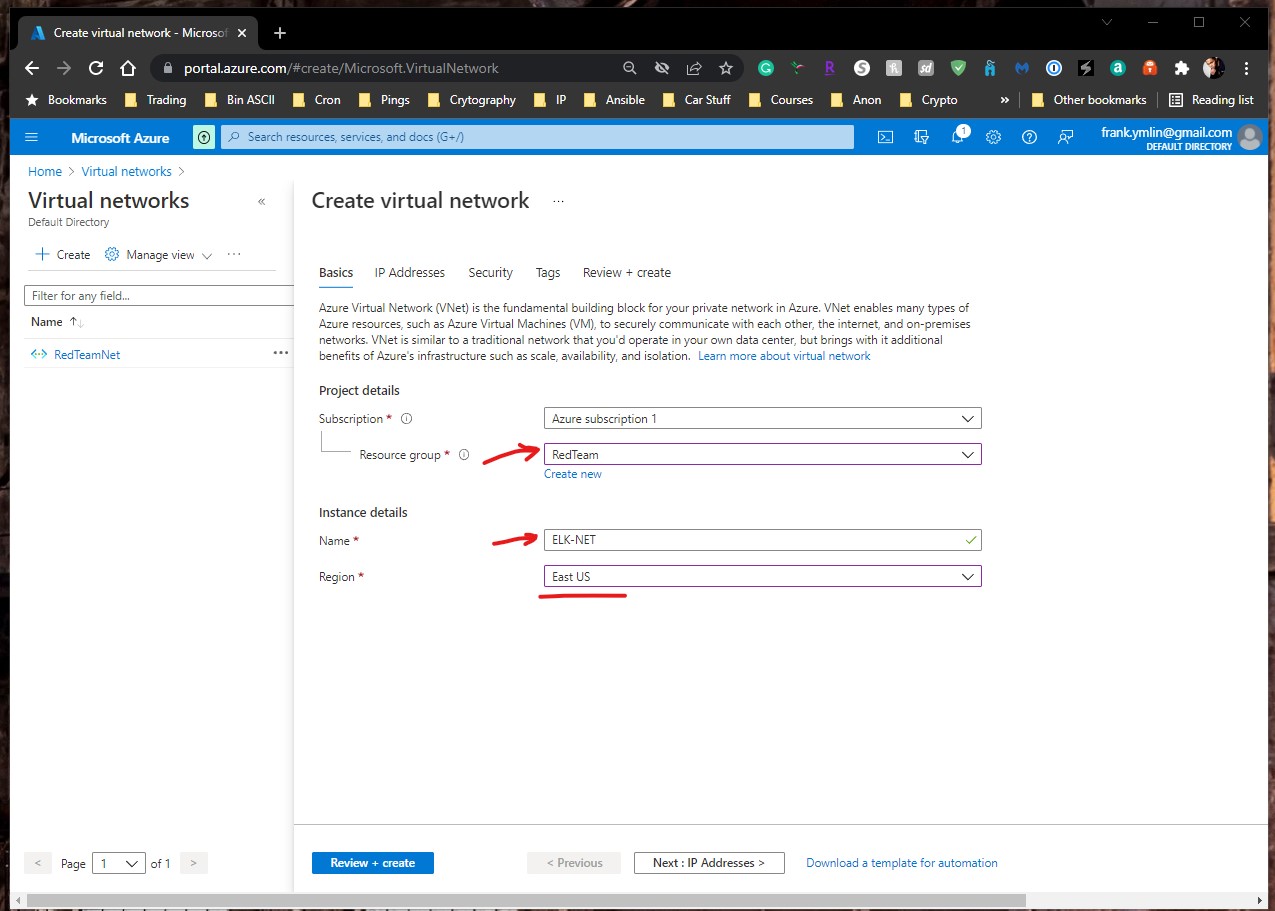 Create virtual network - Microsof
portal.azure.com/#create/Microsoft.VirtualNetwork
Bookmarks Trading Bin ASCII Cron Pings Crytography IP Ansible Car Stuff Courses Anon Crypto » Other bookmarks Reading list
Microsoft Azure Search resources, services, and docs (G+/) 1 frank.ymlin@gmail.com
DEFAULT DIRECTORY
Home > Virtual networks >
Virtual networks «
Default Directory
+ Create Manage view ...
Filter for any field...
Name ↑↓
RedTeamNet ...
Create virtual network ...
Basics IP Addresses Security Tags Review + create
Azure Virtual Network (VNet) is the fundamental building block for your private network in Azure. VNet enables many types of
Azure resources, such as Azure Virtual Machines (VM), to securely communicate with each other, the internet, and on-premises
networks. VNet is similar to a traditional network that you'd operate in your own data center, but brings with it additional
benefits of Azure's infrastructure such as scale, availability, and isolation. Learn more about virtual network
Project details
Subscription * Azure subscription 1
Resource group * RedTeam
Create new
Instance details
Name * ELK-NET
Region * East US
< Page 1 of 1 >
Review + create < Previous Next : IP Addresses > Download a template for automation